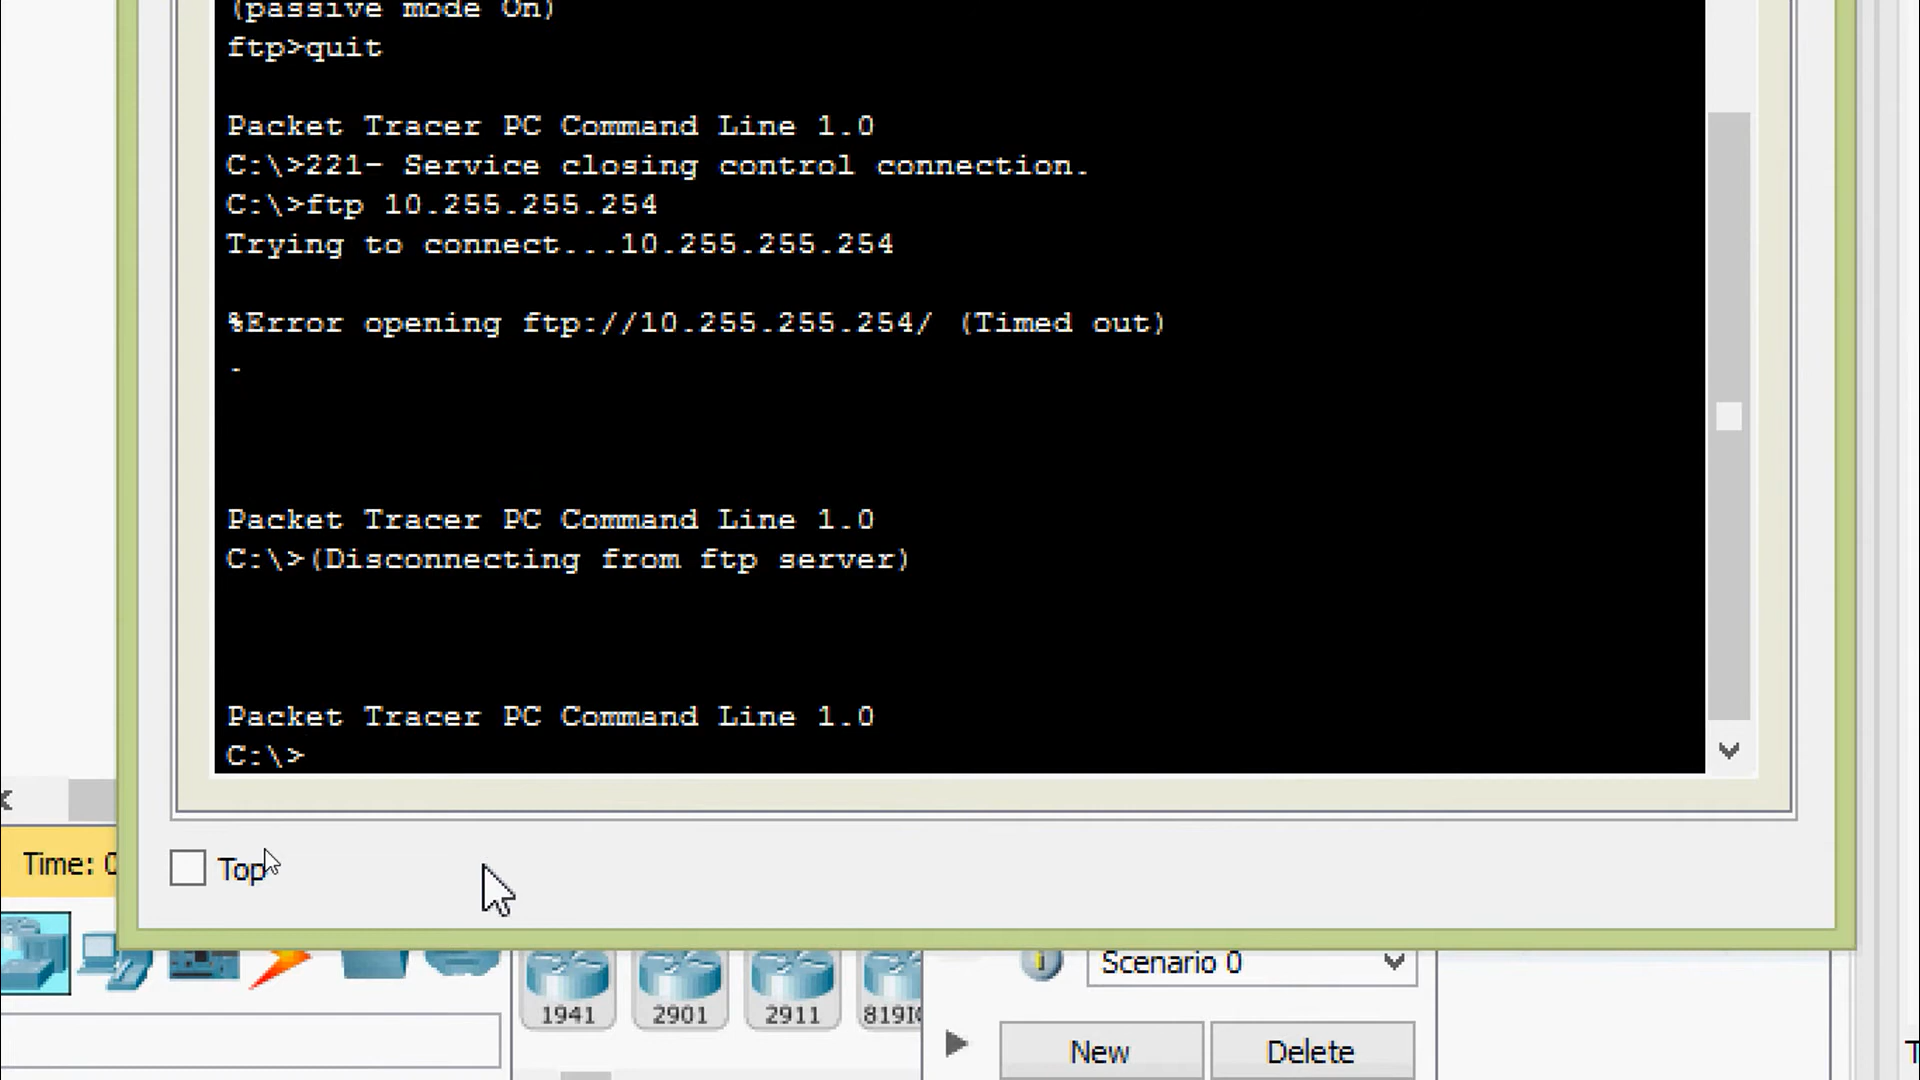 (passive mode On)
ftp>quit
Packet Tracer PC Command Line 1.0
C:\>221- Service closing control connection.
C:\>ftp 10.255.255.254
Trying to connect...10.255.255.254
%Error opening ftp://10.255.255.254/ (Timed out)
.
Packet Tracer PC Command Line 1.0
C:\>(Disconnecting from ftp server)
Packet Tracer PC Command Line 1.0
C:\>
Time: 0
Top
Scenario 0
1941
2901
2911
819I
New
Delete